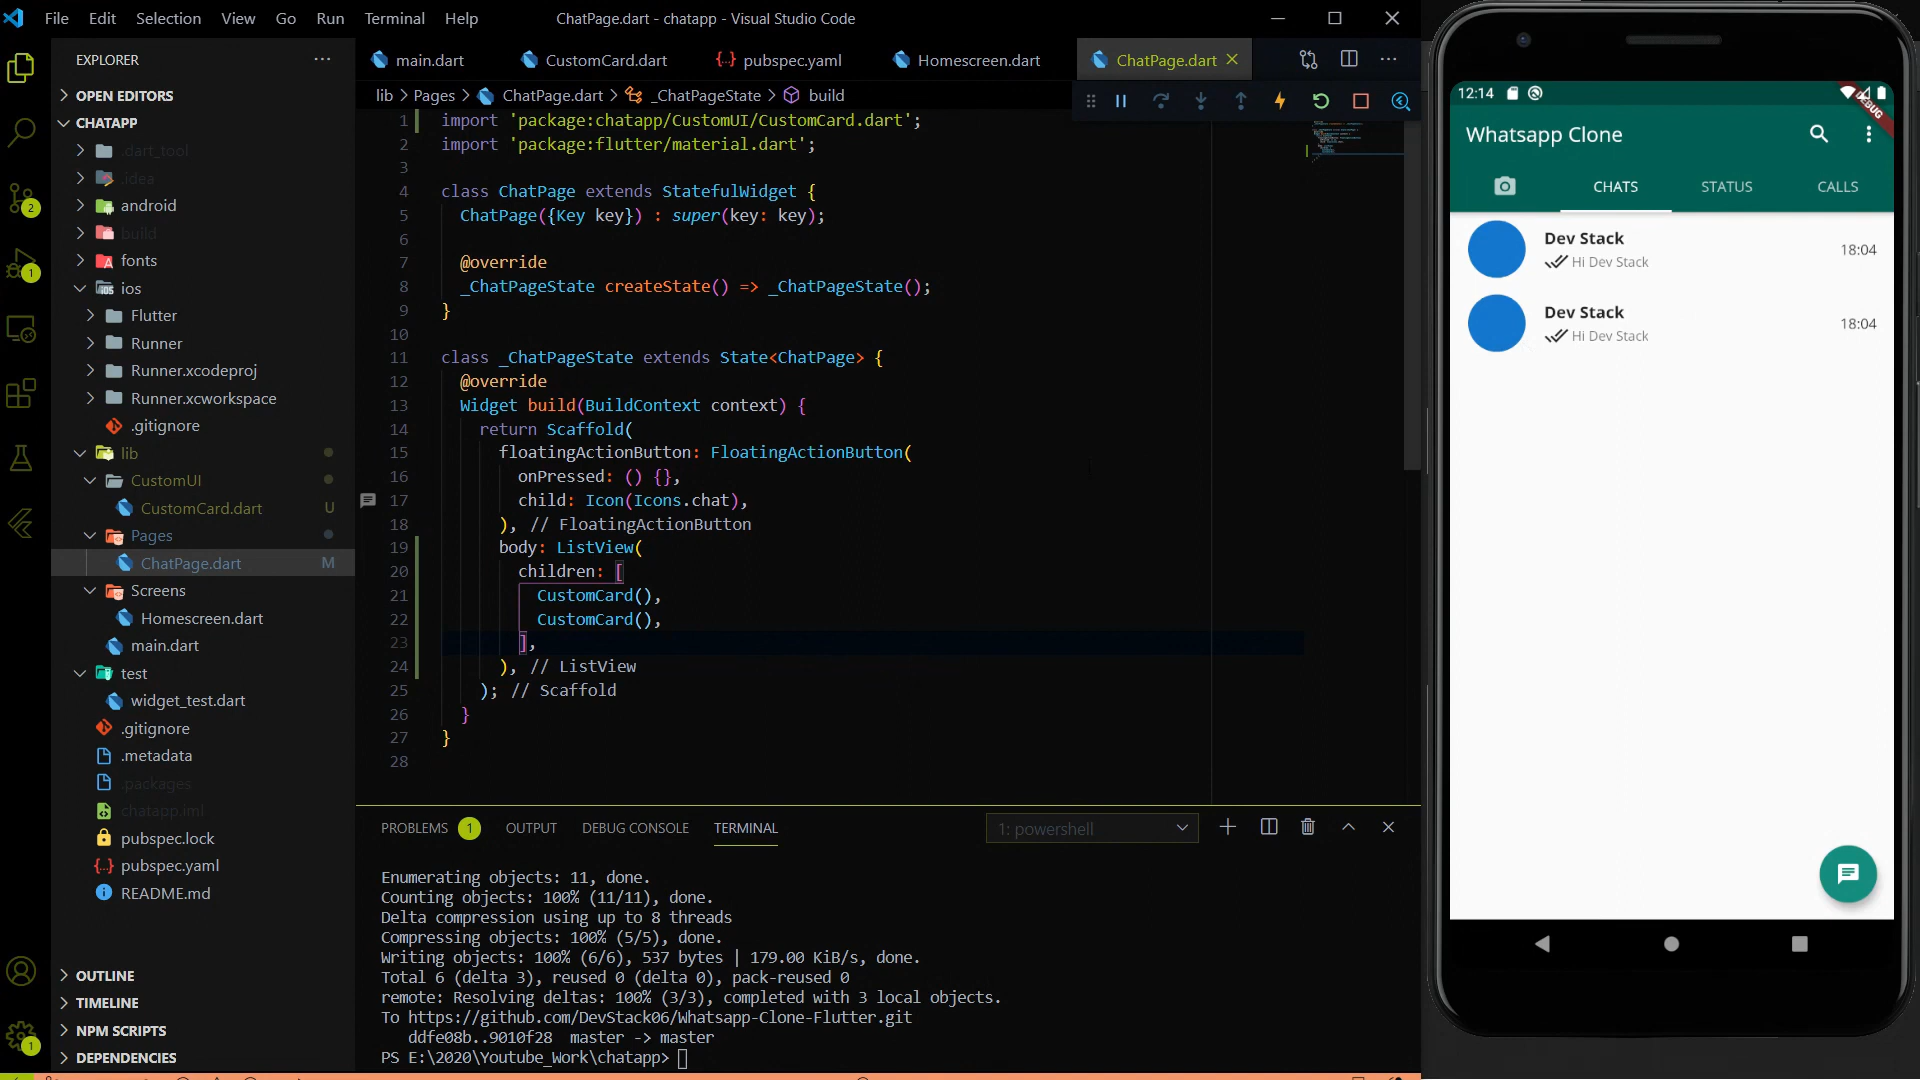 File Edit Selection View Go Run Terminal Help
ChatPage.dart - chatapp - Visual Studio Code
EXPLORER
OPEN EDITORS
CHATAPP
.dart_tool
.idea
android
build
fonts
ios
Flutter
Runner
Runner.xcodeproj
Runner.xcworkspace
.gitignore
lib
CustomUI
CustomCard.dart U
Pages
ChatPage.dart M
Screens
Homescreen.dart
main.dart
test
widget_test.dart
.gitignore
.metadata
.packages
chatapp.iml
pubspec.lock
pubspec.yaml
README.md
OUTLINE
TIMELINE
NPM SCRIPTS
DEPENDENCIES
2
1
1
main.dart CustomCard.dart pubspec.yaml Homescreen.dart ChatPage.dart
lib > Pages > ChatPage.dart > _ChatPageState > build
1 import 'package:chatapp/CustomUI/CustomCard.dart';
2 import 'package:flutter/material.dart';
3
4 class ChatPage extends StatefulWidget {
5 ChatPage({Key key}) : super(key: key);
6
7 @override
8 _ChatPageState createState() => _ChatPageState();
9 }
10
11 class _ChatPageState extends State<ChatPage> {
12 @override
13 Widget build(BuildContext context) {
14 return Scaffold(
15 floatingActionButton: FloatingActionButton(
16 onPressed: () {},
17 child: Icon(Icons.chat),
18 ), // FloatingActionButton
19 body: ListView(
20 children: [
21 CustomCard(),
22 CustomCard(),
23 ],
24 ), // ListView
25 ); // Scaffold
26 }
27 }
28
PROBLEMS 1 OUTPUT DEBUG CONSOLE TERMINAL
1: powershell
Enumerating objects: 11, done.
Counting objects: 100% (11/11), done.
Delta compression using up to 8 threads
Compressing objects: 100% (5/5), done.
Writing objects: 100% (6/6), 537 bytes | 179.00 KiB/s, done.
Total 6 (delta 3), reused 0 (delta 0), pack-reused 0
remote: Resolving deltas: 100% (3/3), completed with 3 local objects.
To https://github.com/DevStack06/Whatsapp-Clone-Flutter.git
ddfe08b..9010f28 master -> master
PS E:\2020\Youtube_Work\chatapp>
12:14
DEBUG
Whatsapp Clone
CHATS STATUS CALLS
Dev Stack
18:04
Hi Dev Stack
Dev Stack
18:04
Hi Dev Stack